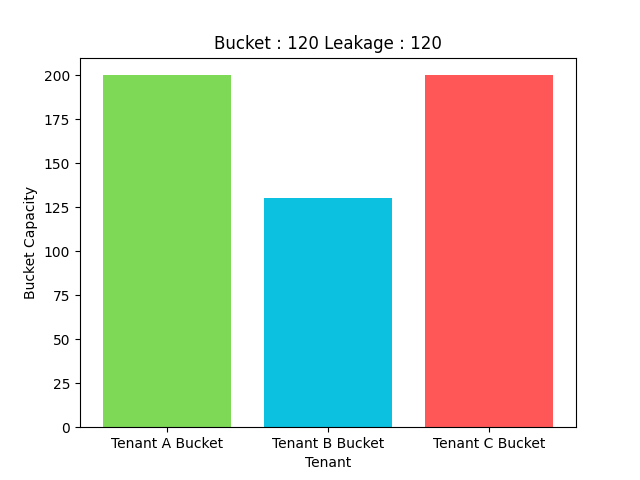 Bucket : 120 Leakage : 120
Bucket Capacity
200
175
150
125
100
75
50
25
0
Tenant A Bucket Tenant B Bucket Tenant C Bucket
Tenant